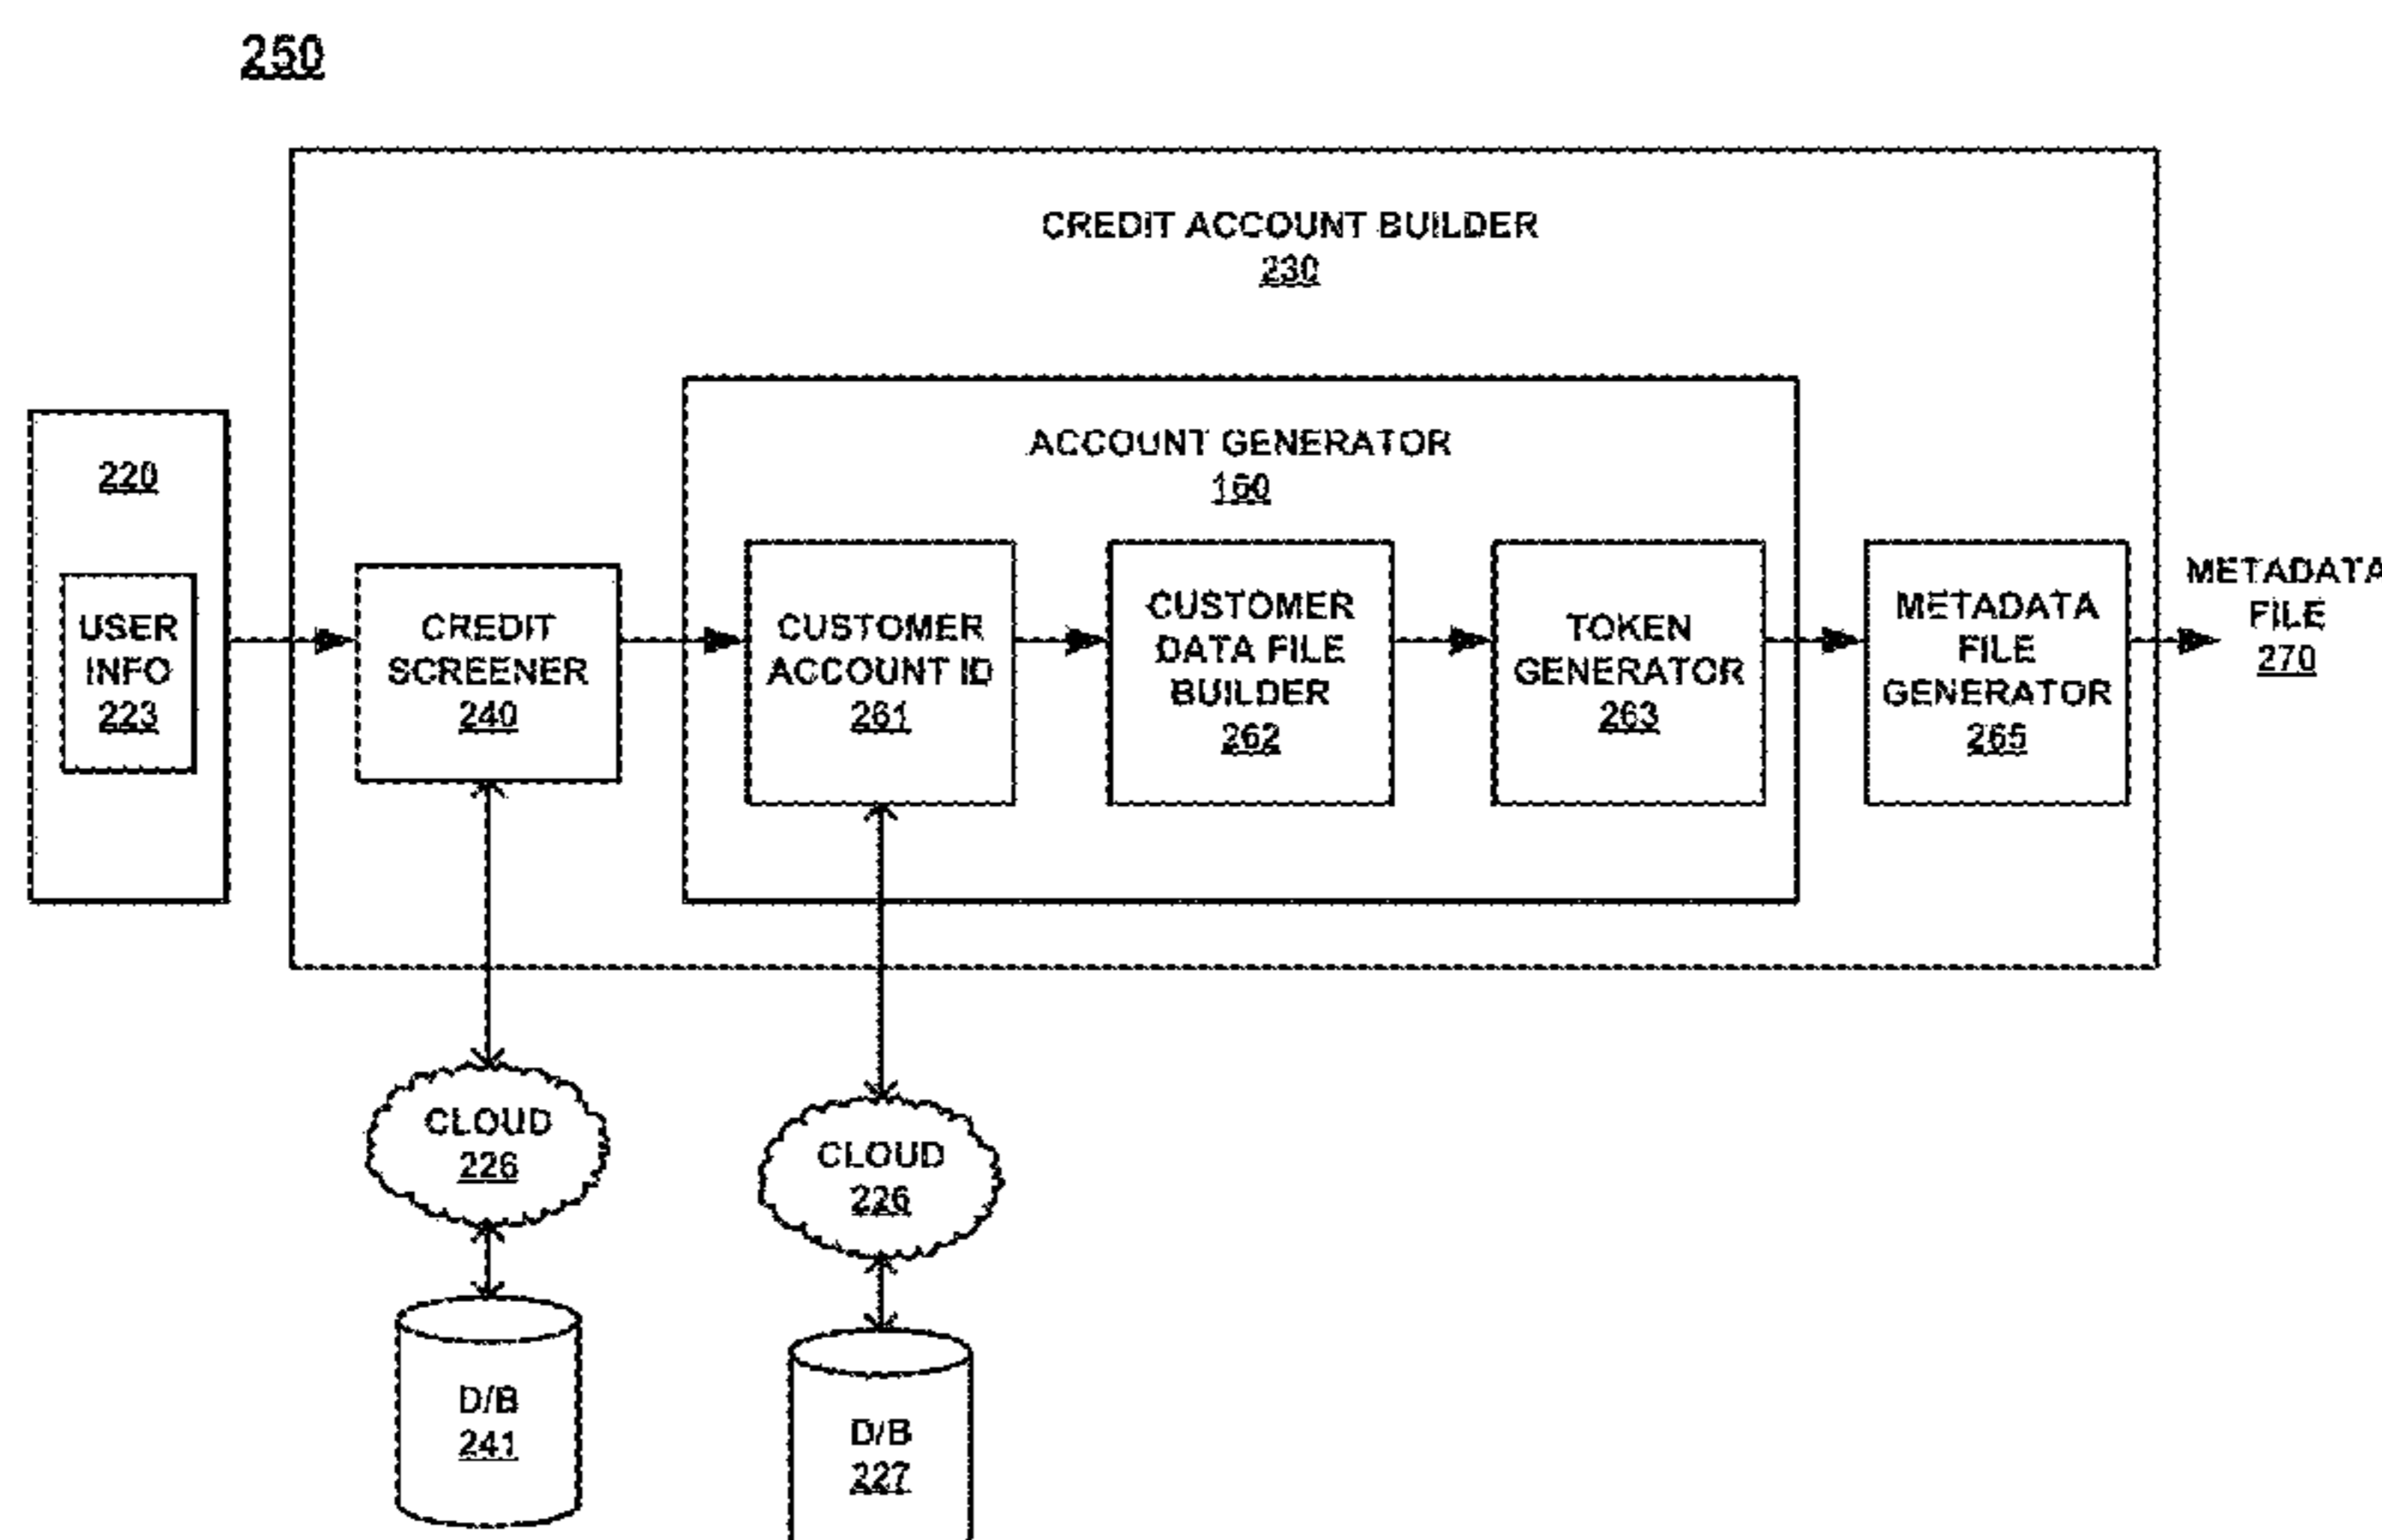 250
CREDIT ACCOUNT BUILDER
230
ACCOUNT GENERATOR
160
220
USER
INFO
223
CREDIT
SCREENER
240
CUSTOMER
ACCOUNT ID
261
CUSTOMER
DATA FILE
BUILDER
262
TOKEN
GENERATOR
263
METADATA
FILE
GENERATOR
265
METADATA
FILE
270
CLOUD
226
CLOUD
226
D/B
241
D/B
227